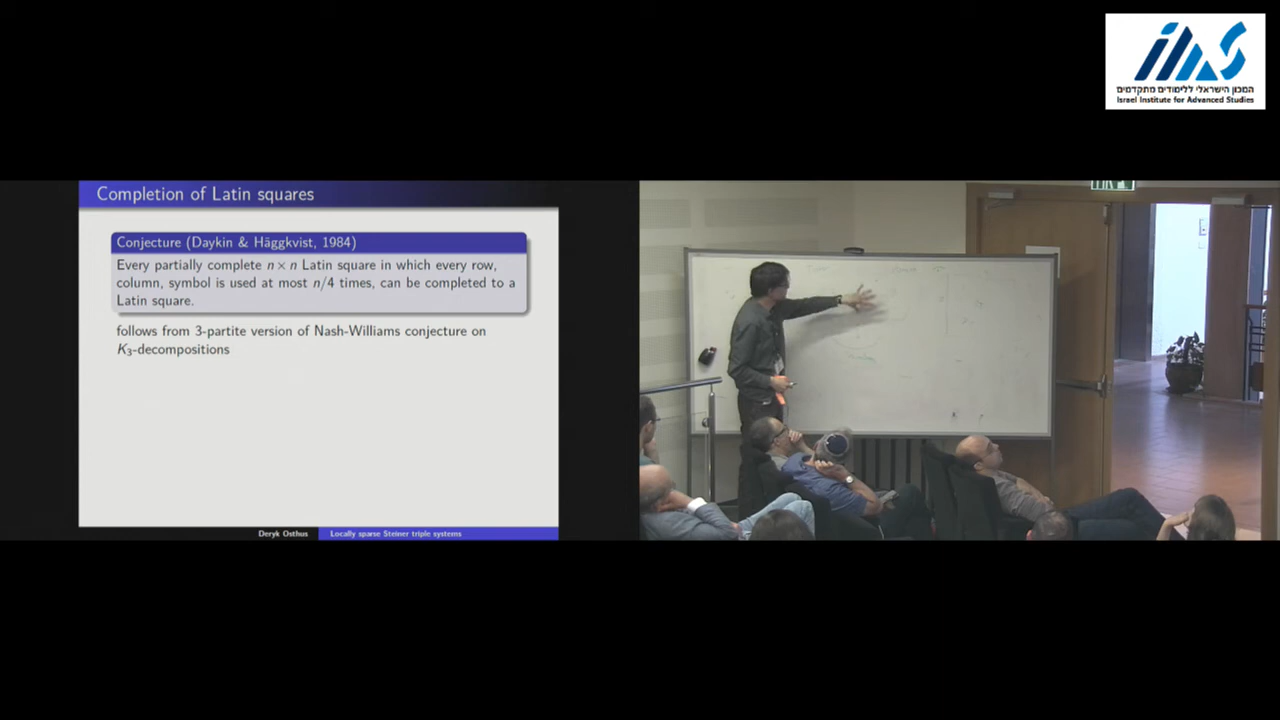 המכון הישראלי ללימודים מתקדמים
Israel Institute for Advanced Studies
Completion of Latin squares
Conjecture (Daykin & Häggkvist, 1984)
Every partially complete n × n Latin square in which every row,
column, symbol is used at most n/4 times, can be completed to a
Latin square.
follows from 3-partite version of Nash-Williams conjecture on
K₃-decompositions
Deryk Osthus
Locally sparse Steiner triple systems